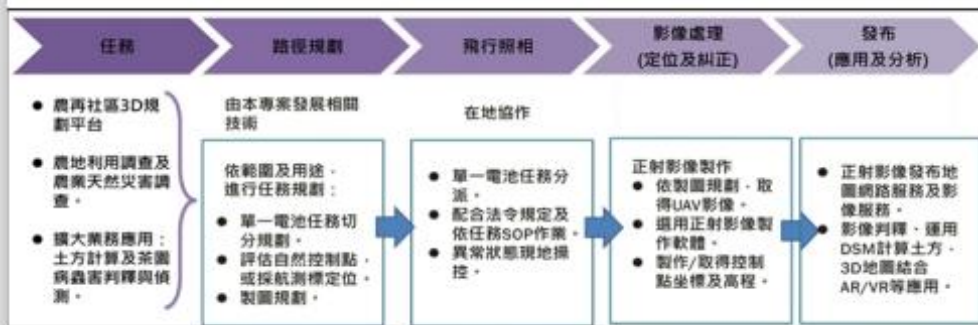 任務
路徑規劃
飛行照相
影像處理
(定位及糾正)
發布
(應用及分析)
● 農再社區3D規
劃平台
● 農地利用調查及
農業天然災害調
查。
● 擴大業務應用：
土方計算及茶園
病蟲害判釋與偵
測。
由本專案發展相關
技術
依範圍及用途，
進行任務規劃：
● 單一電池任務切
分規劃。
● 評估自然控制點，
或採航測標定位。
● 製圖規劃。
在地協作
● 單一電池任務分
派。
● 配合法令規定及
依任務SOP作業。
● 異常狀態現地操
控。
正射影像製作
● 依製圖規劃，取
得UAV影像。
● 選用正射影像製
作軟體。
● 製作/取得控制
點坐標及高程。
● 正射影像發布地
圖網路服務及影
像服務。
● 影像判釋、運用
DSM計算土方，
3D地圖結合
AR/VR等應用。